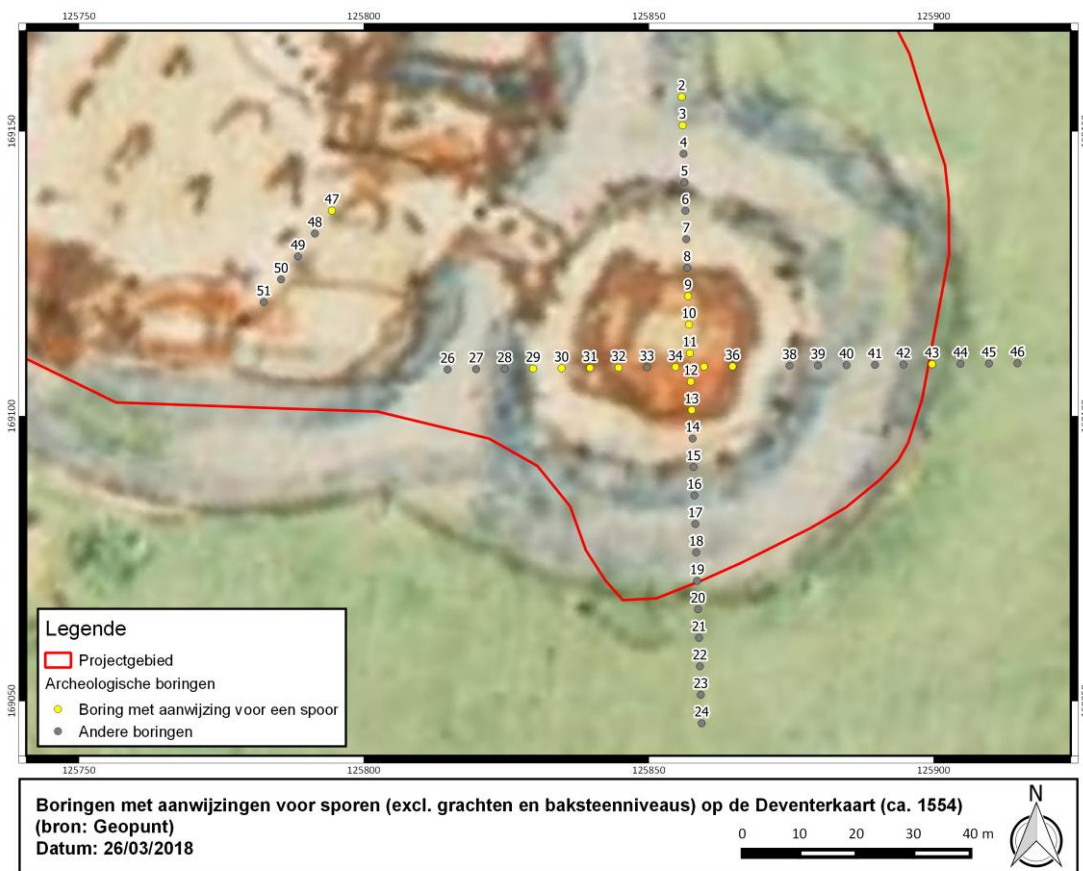 125750 125800 125850 125900
2
3
169150
4
5
47
6
48
7
49
8
50
9
51
10
11
26 27 28 29 30 31 32 33 34 36 38 39 40 41 42 43 44 45 46
12
13
169100
14
15
16
17
18
19
20
21
22
23
169050
24
Legende
Projectgebied
Archeologische boringen
Boring met aanwijzing voor een spoor
Andere boringen
125750 125800 125850 125900
Boringen met aanwijzingen voor sporen (excl. grachten en baksteenniveaus) op de Deventerkaart (ca. 1554)
(bron: Geopunt)
Datum: 26/03/2018
0 10 20 30 40 m
N